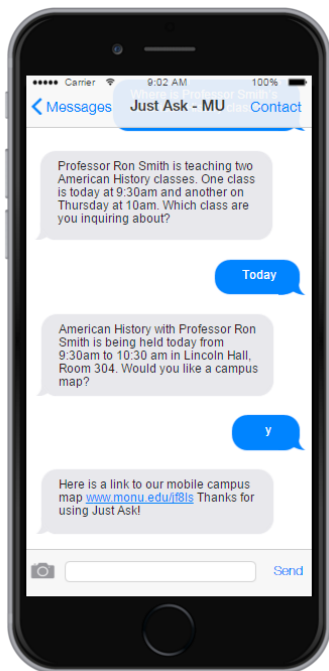 Carrier 9:02 AM 100%
Where is Professor Smith's
Messages Just Ask - MU Contact
Professor Ron Smith is teaching two
American History classes. One class
is today at 9:30am and another on
Thursday at 10am. Which class are
you inquiring about?
Today
American History with Professor Ron
Smith is being held today from
9:30am to 10:30 am in Lincoln Hall,
Room 304. Would you like a campus
map?
y
Here is a link to our mobile campus
map www.monu.edu/jf8ls Thanks for
using Just Ask!
Send